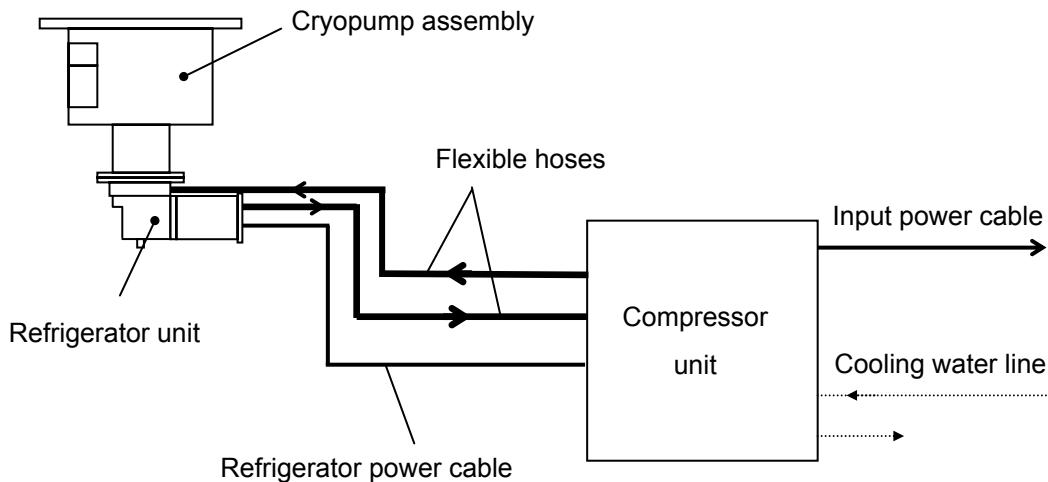 Cryopump assembly
Flexible hoses
Input power cable
Refrigerator unit
Compressor
unit
Cooling water line
Refrigerator power cable